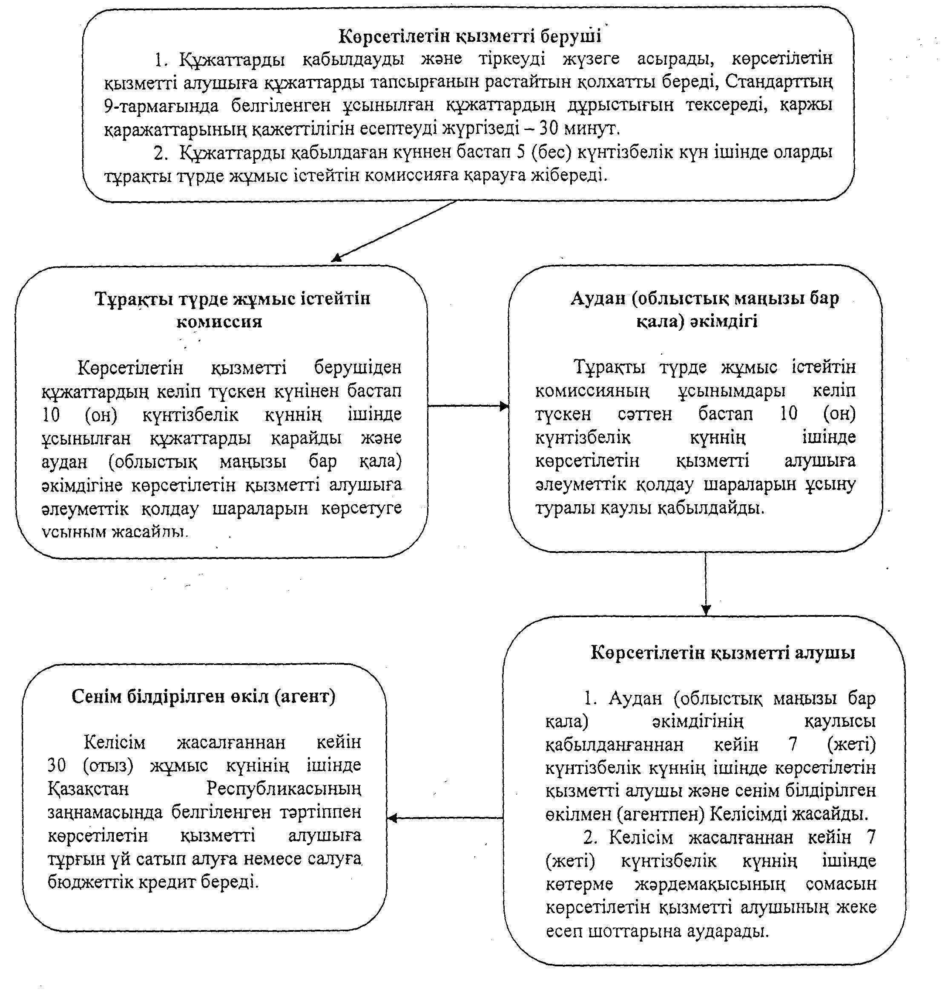 Көрсетілетін қызметті беруші
1. Құжаттарды қабылдауды және тіркеуді жүзеге асырады, көрсетілетін
қызметті алушыға құжаттарды тапсырғанын растайтын қолхатты береді, Стандарттың
9-тармағында белгіленген ұсынылған құжаттардың дұрыстығын тексереді, қаржы
қаражаттарының қажеттілігін есептеуді жүргізеді – 30 минут.
2. Құжаттарды қабылдаған күннен бастап 5 (бес) күнтізбелік күн ішінде оларды
тұрақты түрде жұмыс істейтін комиссияға қарауға жібереді.
Тұрақты түрде жұмыс істейтін
комиссия
Көрсетілетін қызметті берушіден
құжаттардың келіп түскен күнінен бастап
10 (он) күнтізбелік күннің ішінде
ұсынылған құжаттарды қарайды және
аудан (облыстық маңызы бар қала)
әкімдігіне көрсетілетін қызметті алушыға
әлеуметтік қолдау шараларын көрсетуге
ұсыным жасайды.
Аудан (облыстық маңызы бар
қала) әкімдігі
Тұрақты түрде жұмыс істейтін
комиссияның ұсынымдары келіп
түскен сәттен бастап 10 (он)
күнтізбелік күннің ішінде
көрсетілетін қызметті алушыға
әлеуметтік қолдау шараларын ұсыну
туралы қаулы қабылдайды.
Көрсетілетін қызметті алушы
1. Аудан (облыстық маңызы бар
қала) әкімдігінің қаулысы
қабылданғаннан кейін 7 (жеті)
күнтізбелік күннің ішінде көрсетілетін
қызметті алушы және сенім білдірілген
өкілмен (агентпен) Келісімді жасайды.
2. Келісім жасалғаннан кейін 7
(жеті) күнтізбелік күннің ішінде
көтерме жәрдемақысының сомасын
көрсетілетін қызметті алушының жеке
есеп шоттарына аударады.
Сенім білдірілген өкіл (агент)
Келісім жасалғаннан кейін
30 (отыз) жұмыс күнінің ішінде
Қазақстан Республикасының
заңнамасында белгіленген тәртіппен
көрсетілетін қызметті алушыға
тұрғын үй сатып алуға немесе салуға
бюджеттік кредит береді.